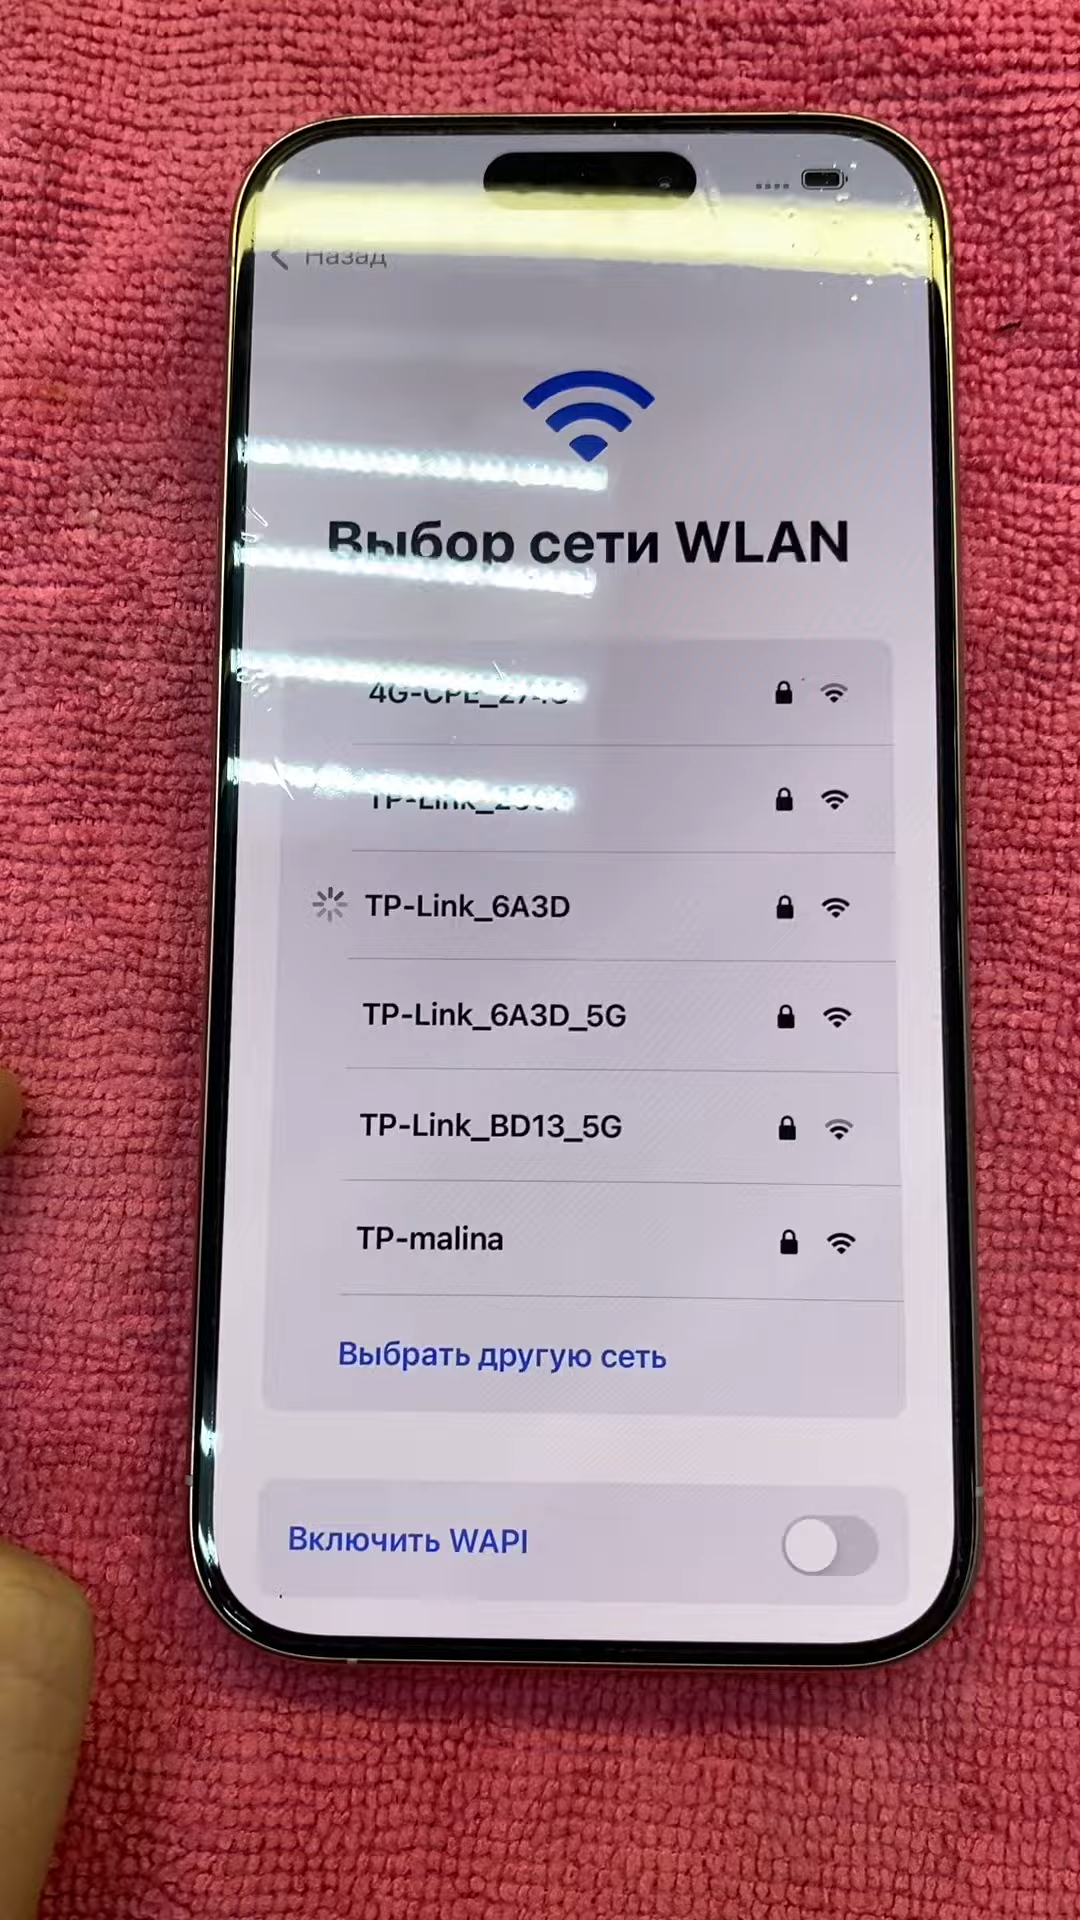 Назад
Выбор сети WLAN
TP-Link_6A3D
TP-Link_6A3D_5G
TP-Link_BD13_5G
TP-malina
Выбрать другую сеть
Включить WAPI